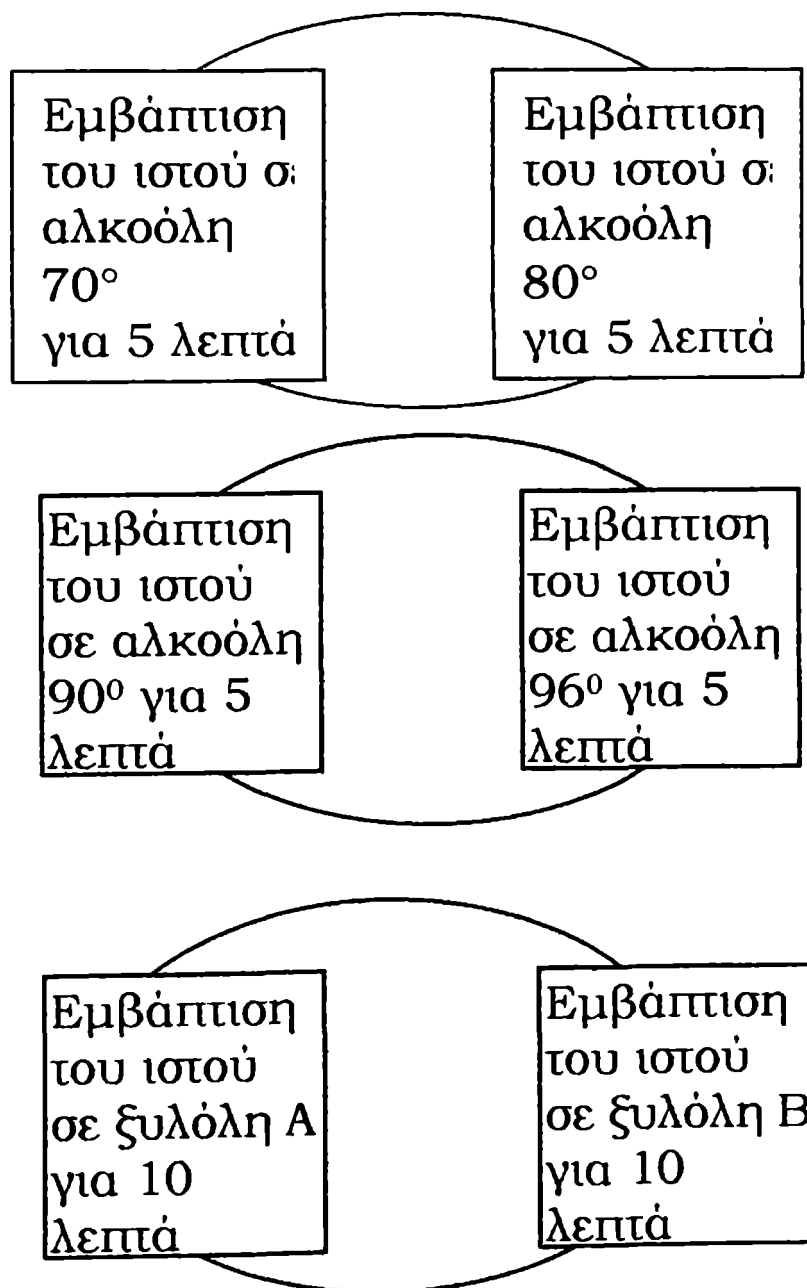 Εμβάπτιση
του ιστού
αλκοόλη
70°
για 5 λεπτά
Εμβάπτιση
του ιστού
αλκοόλη
80°
για 5 λεπτά
Εμβάπτιση
του ιστού
σε αλκοόλη
90⁰ για 5
λεπτά
Εμβάπτιση
του ιστού
σε αλκοόλη
96⁰ για 5
λεπτά
Εμβάπτιση
του ιστού
σε ξυλόλη Α
για 10
λεπτά
Εμβάπτιση
του ιστού
σε ξυλόλη Β
για 10
λεπτά